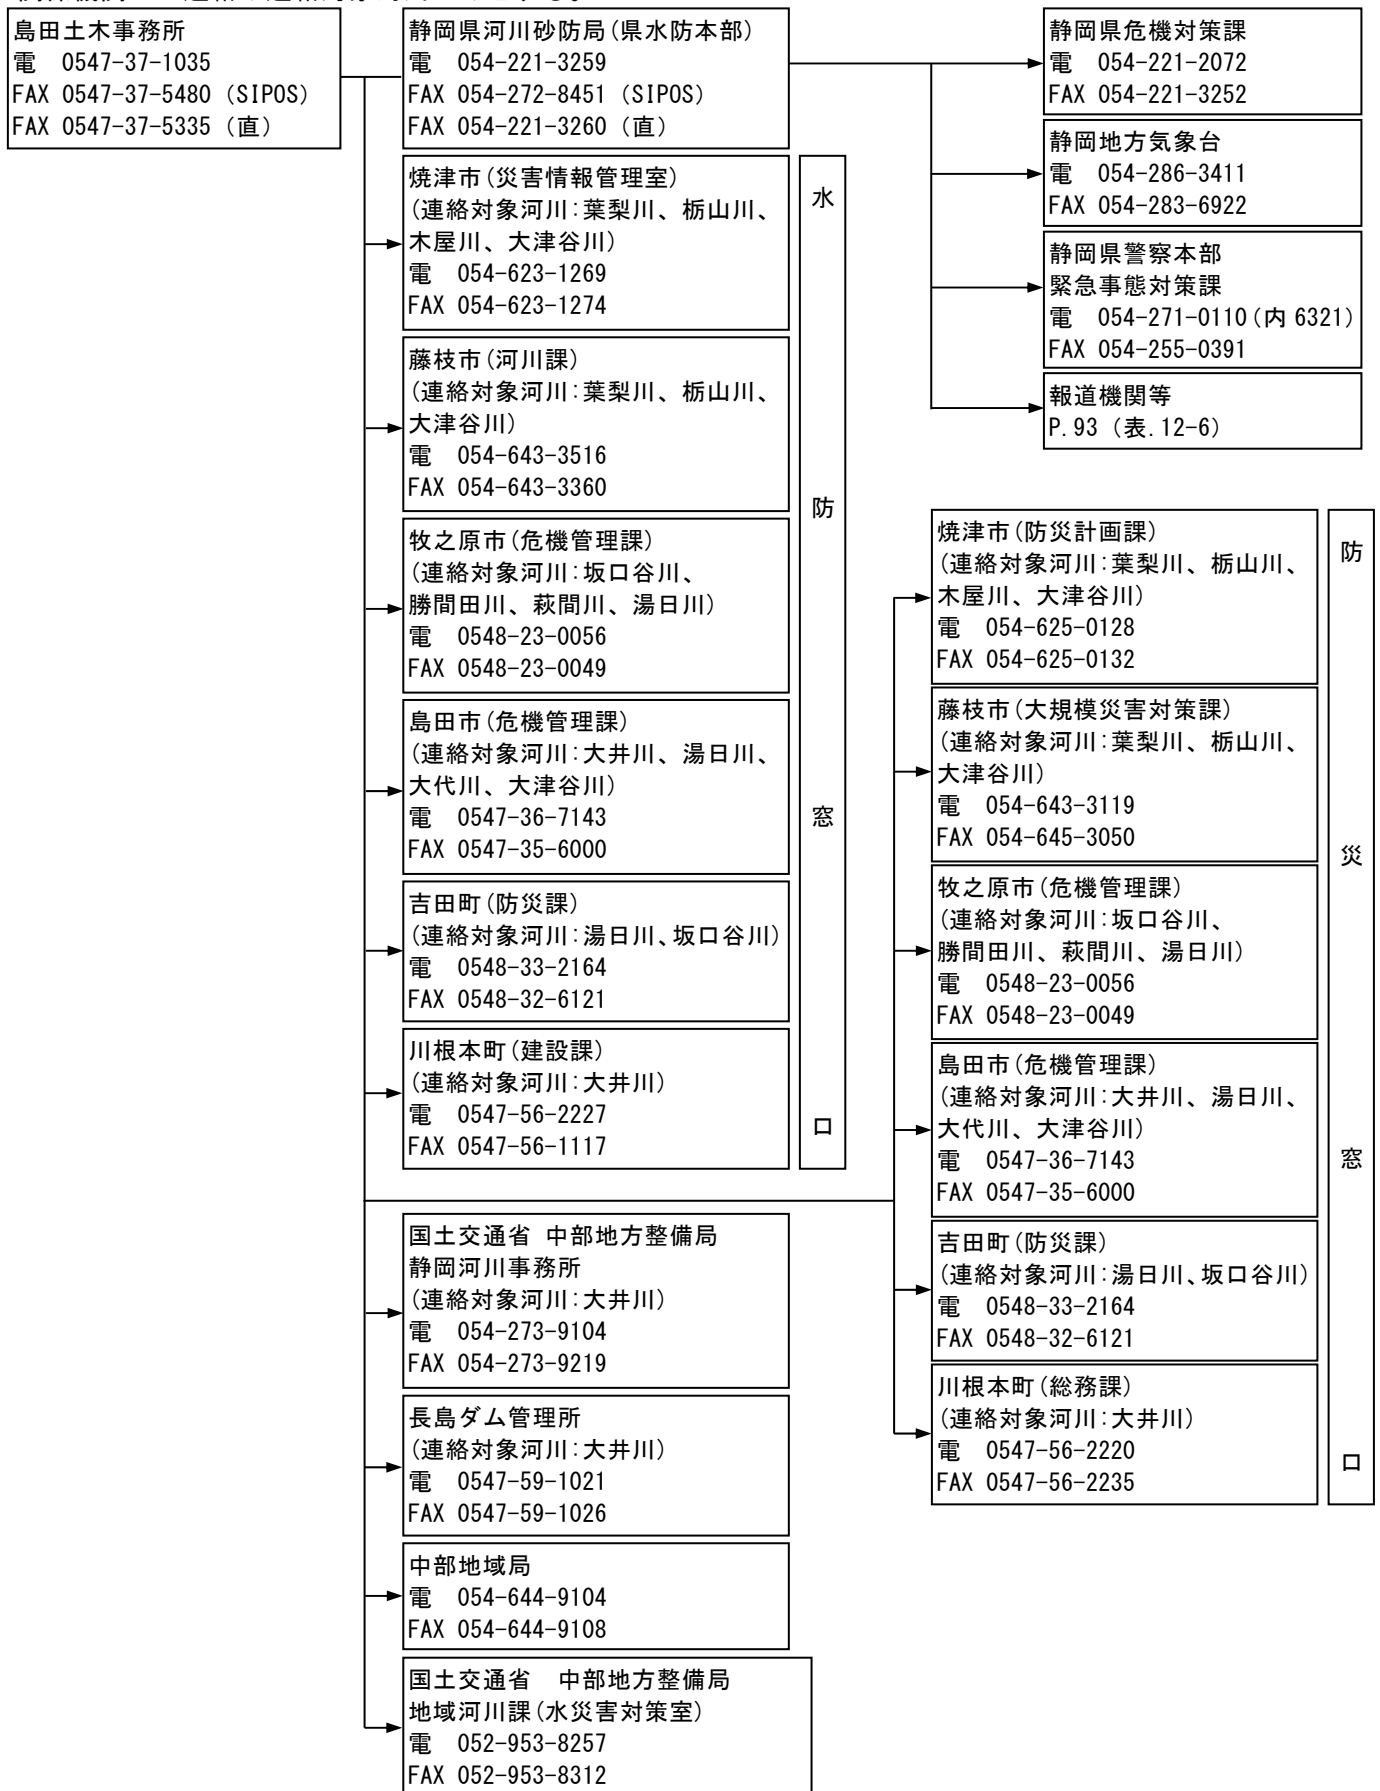 島田土木事務所
電　0547-37-1035
FAX 0547-37-5480（SIPOS）
FAX 0547-37-5335（直）
静岡県河川砂防局(県水防本部)
電　054-221-3259
FAX 054-272-8451（SIPOS）
FAX 054-221-3260（直）
静岡県危機対策課
電　054-221-2072
FAX 054-221-3252
静岡地方気象台
電　054-286-3411
FAX 054-283-6922
静岡県警察本部
緊急事態対策課
電　054-271-0110(内 6321)
FAX 054-255-0391
報道機関等
P.93（表.12-6）
焼津市(災害情報管理室)
(連絡対象河川:葉梨川、栃山川、
木屋川、大津谷川)
電　054-623-1269
FAX 054-623-1274
藤枝市(河川課)
(連絡対象河川:葉梨川、栃山川、
大津谷川)
電　054-643-3516
FAX 054-643-3360
牧之原市(危機管理課)
(連絡対象河川:坂口谷川、
勝間田川、萩間川、湯日川)
電　0548-23-0056
FAX 0548-23-0049
島田市(危機管理課)
(連絡対象河川:大井川、湯日川、
大代川、大津谷川)
電　0547-36-7143
FAX 0547-35-6000
吉田町(防災課)
(連絡対象河川:湯日川、坂口谷川)
電　0548-33-2164
FAX 0548-32-6121
川根本町(建設課)
(連絡対象河川:大井川)
電　0547-56-2227
FAX 0547-56-1117
水防窓口
国土交通省 中部地方整備局
静岡河川事務所
(連絡対象河川:大井川)
電　054-273-9104
FAX 054-273-9219
長島ダム管理所
(連絡対象河川:大井川)
電　0547-59-1021
FAX 0547-59-1026
中部地域局
電　054-644-9104
FAX 054-644-9108
国土交通省　中部地方整備局
地域河川課(水災害対策室)
電　052-953-8257
FAX 052-953-8312
焼津市(防災計画課)
(連絡対象河川:葉梨川、栃山川、
木屋川、大津谷川)
電　054-625-0128
FAX 054-625-0132
藤枝市(大規模災害対策課)
(連絡対象河川:葉梨川、栃山川、
大津谷川)
電　054-643-3119
FAX 054-645-3050
牧之原市(危機管理課)
(連絡対象河川:坂口谷川、
勝間田川、萩間川、湯日川)
電　0548-23-0056
FAX 0548-23-0049
島田市(危機管理課)
(連絡対象河川:大井川、湯日川、
大代川、大津谷川)
電　0547-36-7143
FAX 0547-35-6000
吉田町(防災課)
(連絡対象河川:湯日川、坂口谷川)
電　0548-33-2164
FAX 0548-32-6121
川根本町(総務課)
(連絡対象河川:大井川)
電　0547-56-2220
FAX 0547-56-2235
防災窓口